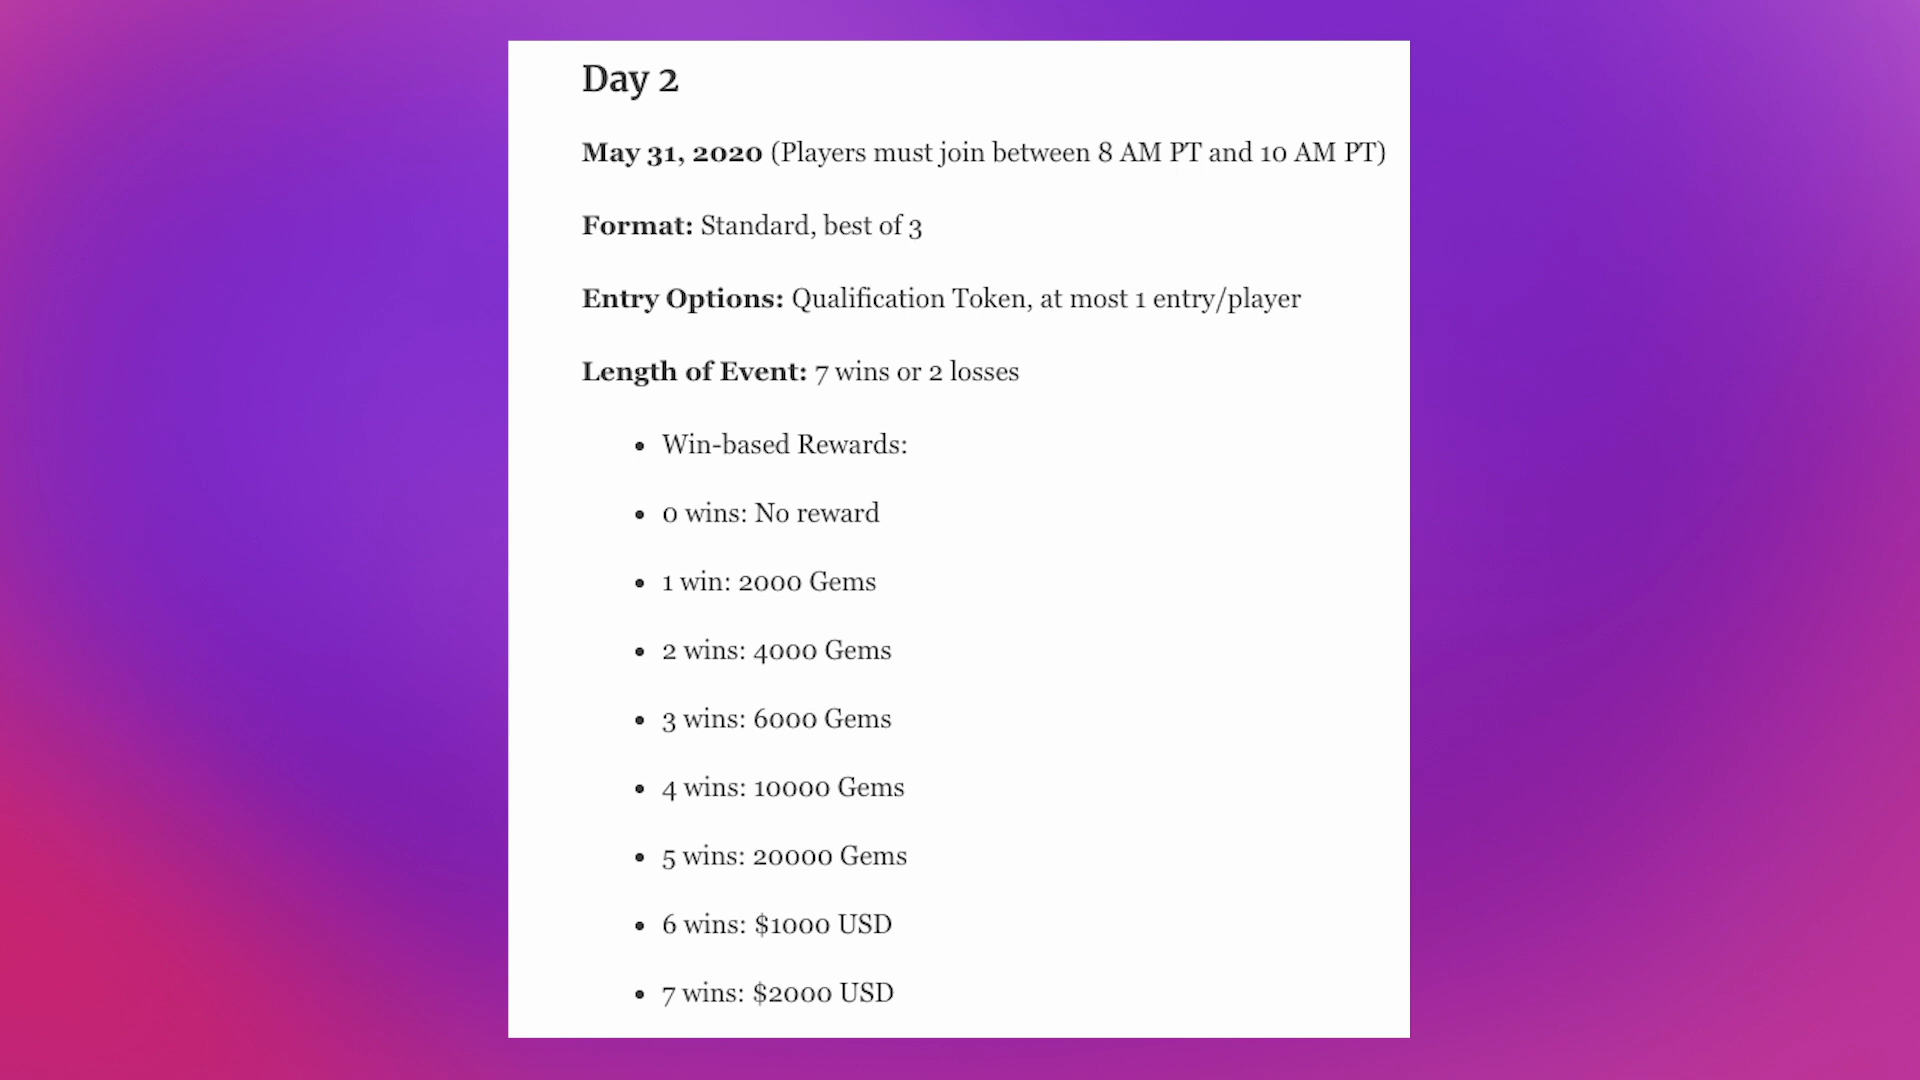 Day 2
May 31, 2020 (Players must join between 8 AM PT and 10 AM PT)
Format: Standard, best of 3
Entry Options: Qualification Token, at most 1 entry/player
Length of Event: 7 wins or 2 losses
• Win-based Rewards:
• 0 wins: No reward
• 1 win: 2000 Gems
• 2 wins: 4000 Gems
• 3 wins: 6000 Gems
• 4 wins: 10000 Gems
• 5 wins: 20000 Gems
• 6 wins: $1000 USD
• 7 wins: $2000 USD